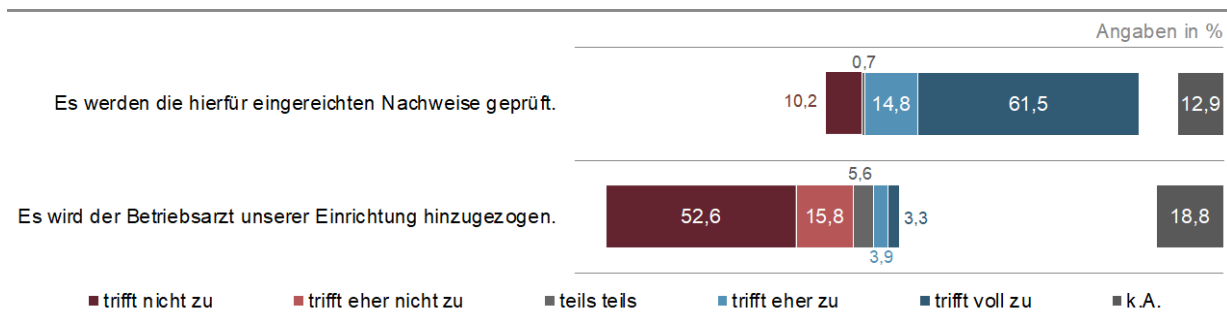 Angaben in %
0,7
Es werden die hierfür eingereichten Nachweise geprüft. 10,2 14,8 61,5 12,9
5,6
Es wird der Betriebsarzt unserer Einrichtung hinzugezogen. 52,6 15,8 3,3 18,8
3,9
trifft nicht zu trifft eher nicht zu teils teils trifft eher zu trifft voll zu k.A.